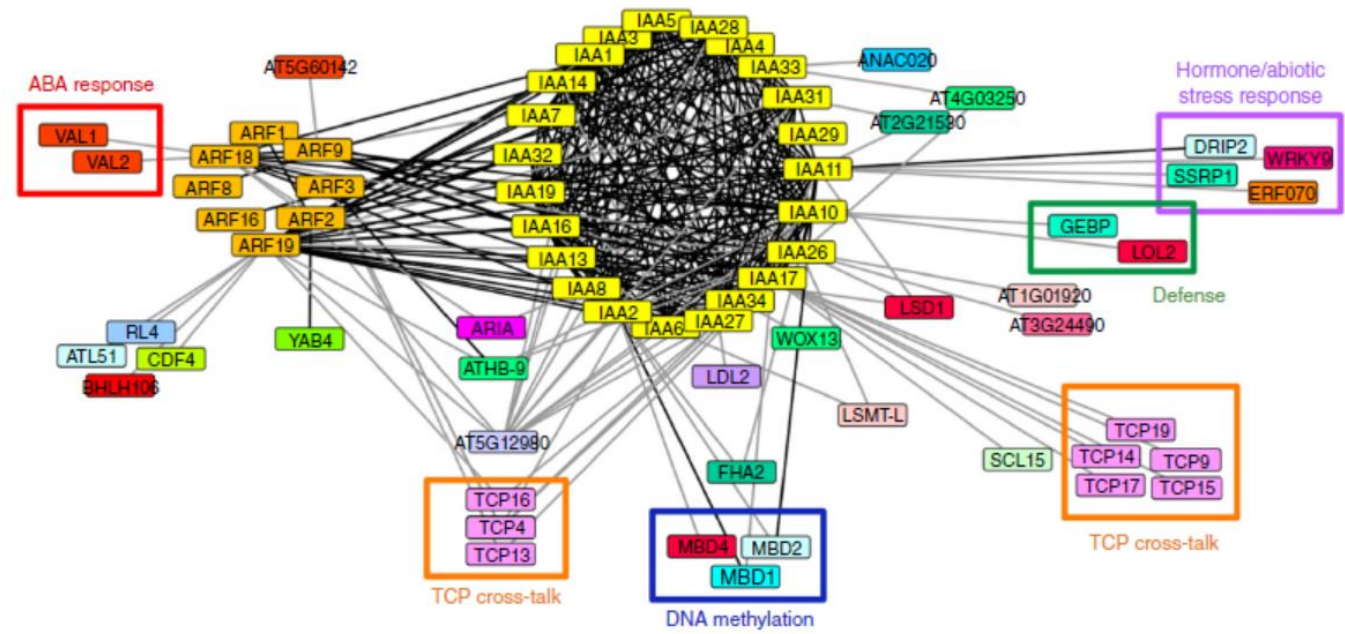 IAA5
IAA28
IAA3
IAA4
IAA1
IAA33
ANAC020
AT5G60142
Hormone/abiotic
stress response
ABA response
IAA14
IAA31
AT4G03250
IAA7
AT2G21530
VAL1
ARF1
IAA29
DRIP2
VAL2
ARF18
ARF9
IAA32
IAA11
WRKY9
SSRP1
ARF8
ARF3
IAA19
ERF070
ARF16
ARF2
IAA16
IAA10
GEBP
ARF19
IAA13
IAA26
LOL2
IAA8
IAA17
AT1G01920
Defense
IAA2
IAA34
LSD1
IAA6
IAA27
AT3G24490
RL4
YAB4
ARIA
WOX13
ATL51
CDF4
ATHB-9
LDL2
BHLH106
LSMT-L
AT5G12980
TCP19
FHA2
SCL15
TCP14
TCP9
TCP16
TCP17
TCP15
TCP4
MBD4
MBD2
TCP cross-talk
TCP13
MBD1
TCP cross-talk
DNA methylation